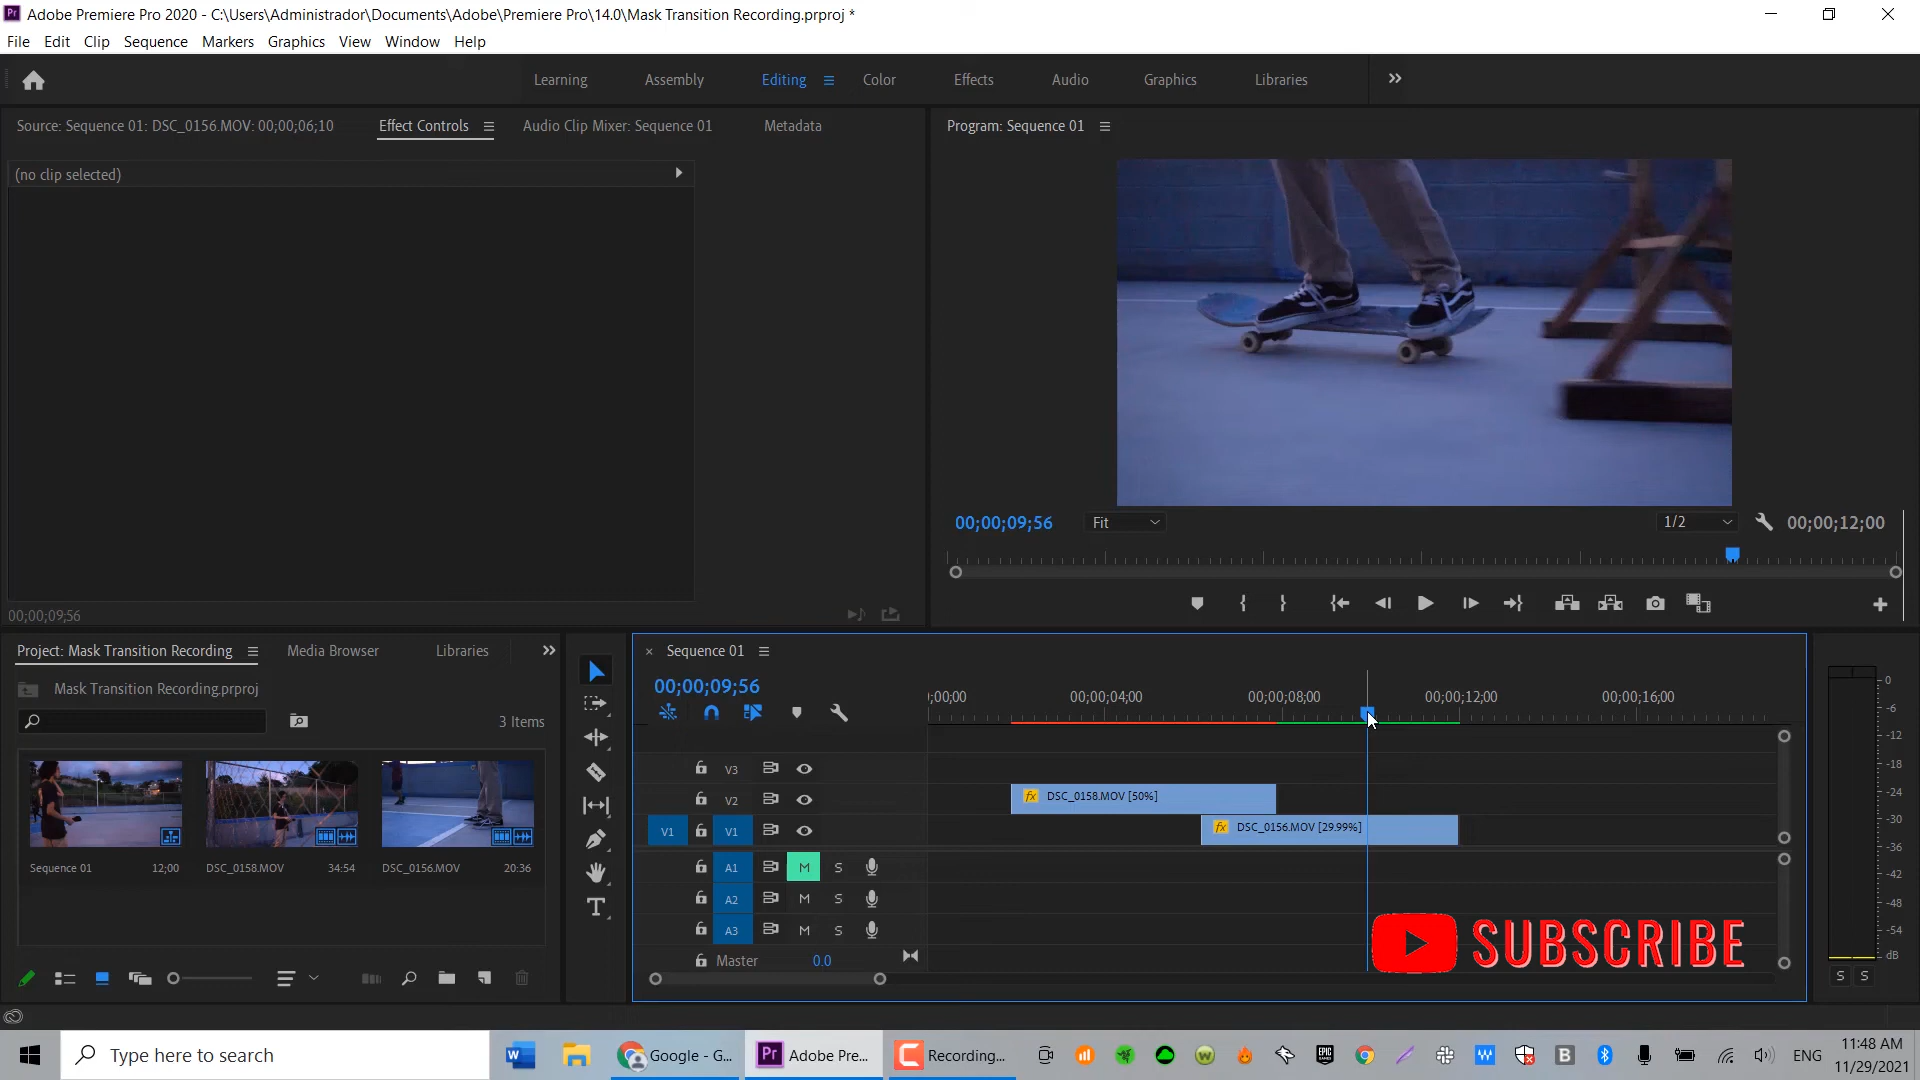 Adobe Premiere Pro 2020 - C:\Users\Administrador\Documents\Adobe\Premiere Pro\14.0\Mask Transition Recording.prproj *
File Edit Clip Sequence Markers Graphics View Window Help
Learning Assembly Editing Color Effects Audio Graphics Libraries
Source: Sequence 01: DSC_0156.MOV: 00;00;06;10 Effect Controls Audio Clip Mixer: Sequence 01 Metadata
(no clip selected)
00;00;09;56
Program: Sequence 01
00;00;09;56 Fit 1/2 00;00;12;00
Project: Mask Transition Recording Media Browser Libraries
Mask Transition Recording.prproj
3 Items
Sequence 01 12;00 DSC_0158.MOV 34:54 DSC_0156.MOV 20:36
Sequence 01
00;00;09;56
;00;00 00;00;04;00 00;00;08;00 00;00;12;00 00;00;16;00
V3
V2 DSC_0158.MOV [50%]
V1 V1 DSC_0156.MOV [29.99%]
A1 M S
A2 M S
A3 M S
Master 0.0
SUBSCRIBE
0
-6
-12
-18
-24
-30
-36
-42
-48
-54
dB
S S
Type here to search
Google - G...
Adobe Pre...
Recording...
ENG
11:48 AM
11/29/2021